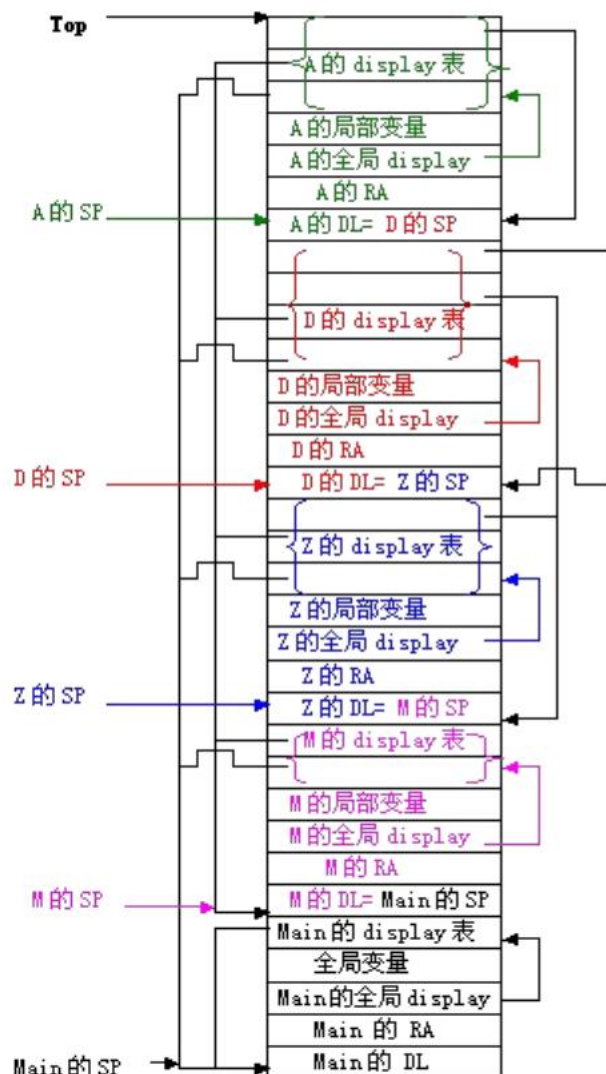 Top
A的display表
A的局部变量
A的全局display
A的RA
A的SP
A的DL= D的SP
D的display表
D的局部变量
D的全局display
D的RA
D的SP
D的DL= Z的SP
Z的display表
Z的局部变量
Z的全局display
Z的RA
Z的SP
Z的DL= M的SP
M的display表
M的局部变量
M的全局display
M的RA
M的SP
M的DL= Main的SP
Main的display表
全局变量
Main的全局display
Main 的 RA
Main的SP
Main的 DL